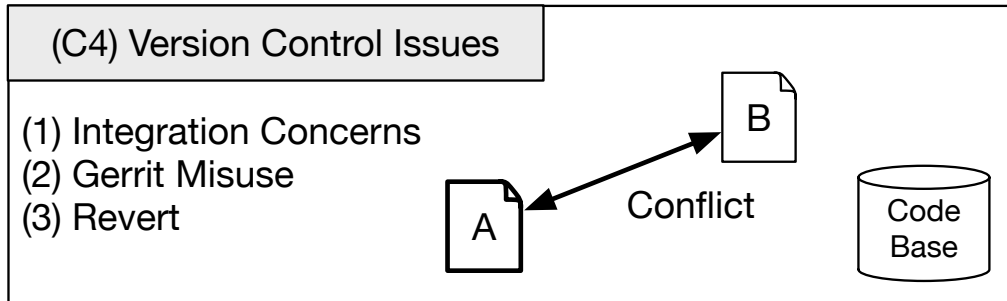 (C4) Version Control Issues
(1) Integration Concerns
(2) Gerrit Misuse
(3) Revert
B
A
Conflict
Code
Base